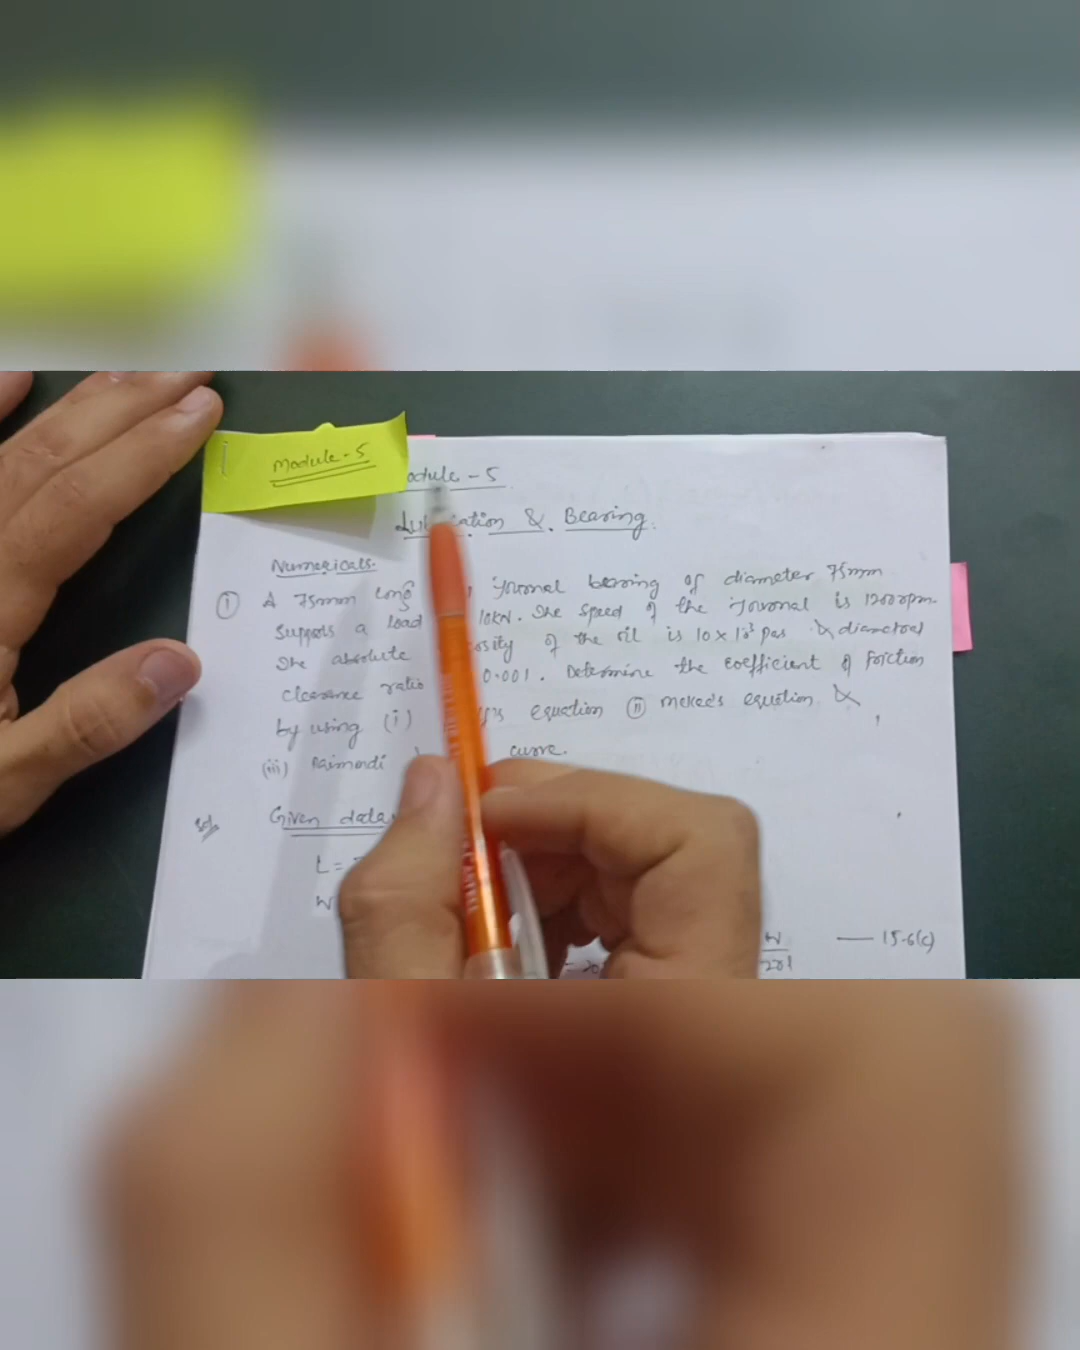 Module-5
odule-5
ation & Bearing.
Numericals.
① A 75mm long Journal bearing of diameter 75mm
Supports a load 10kN. The Speed of the Journal is 1200rpm.
The absolute cosity of the oil is 10 × 10³ pas & diametral
clearance ratio 0.001. Determine the coefficient of friction
by using (i) equation ⑪ mckee's equation &
(iii) Raimondi curve.
Sol Given data
L =
W
W/2rl — 15.6(c)